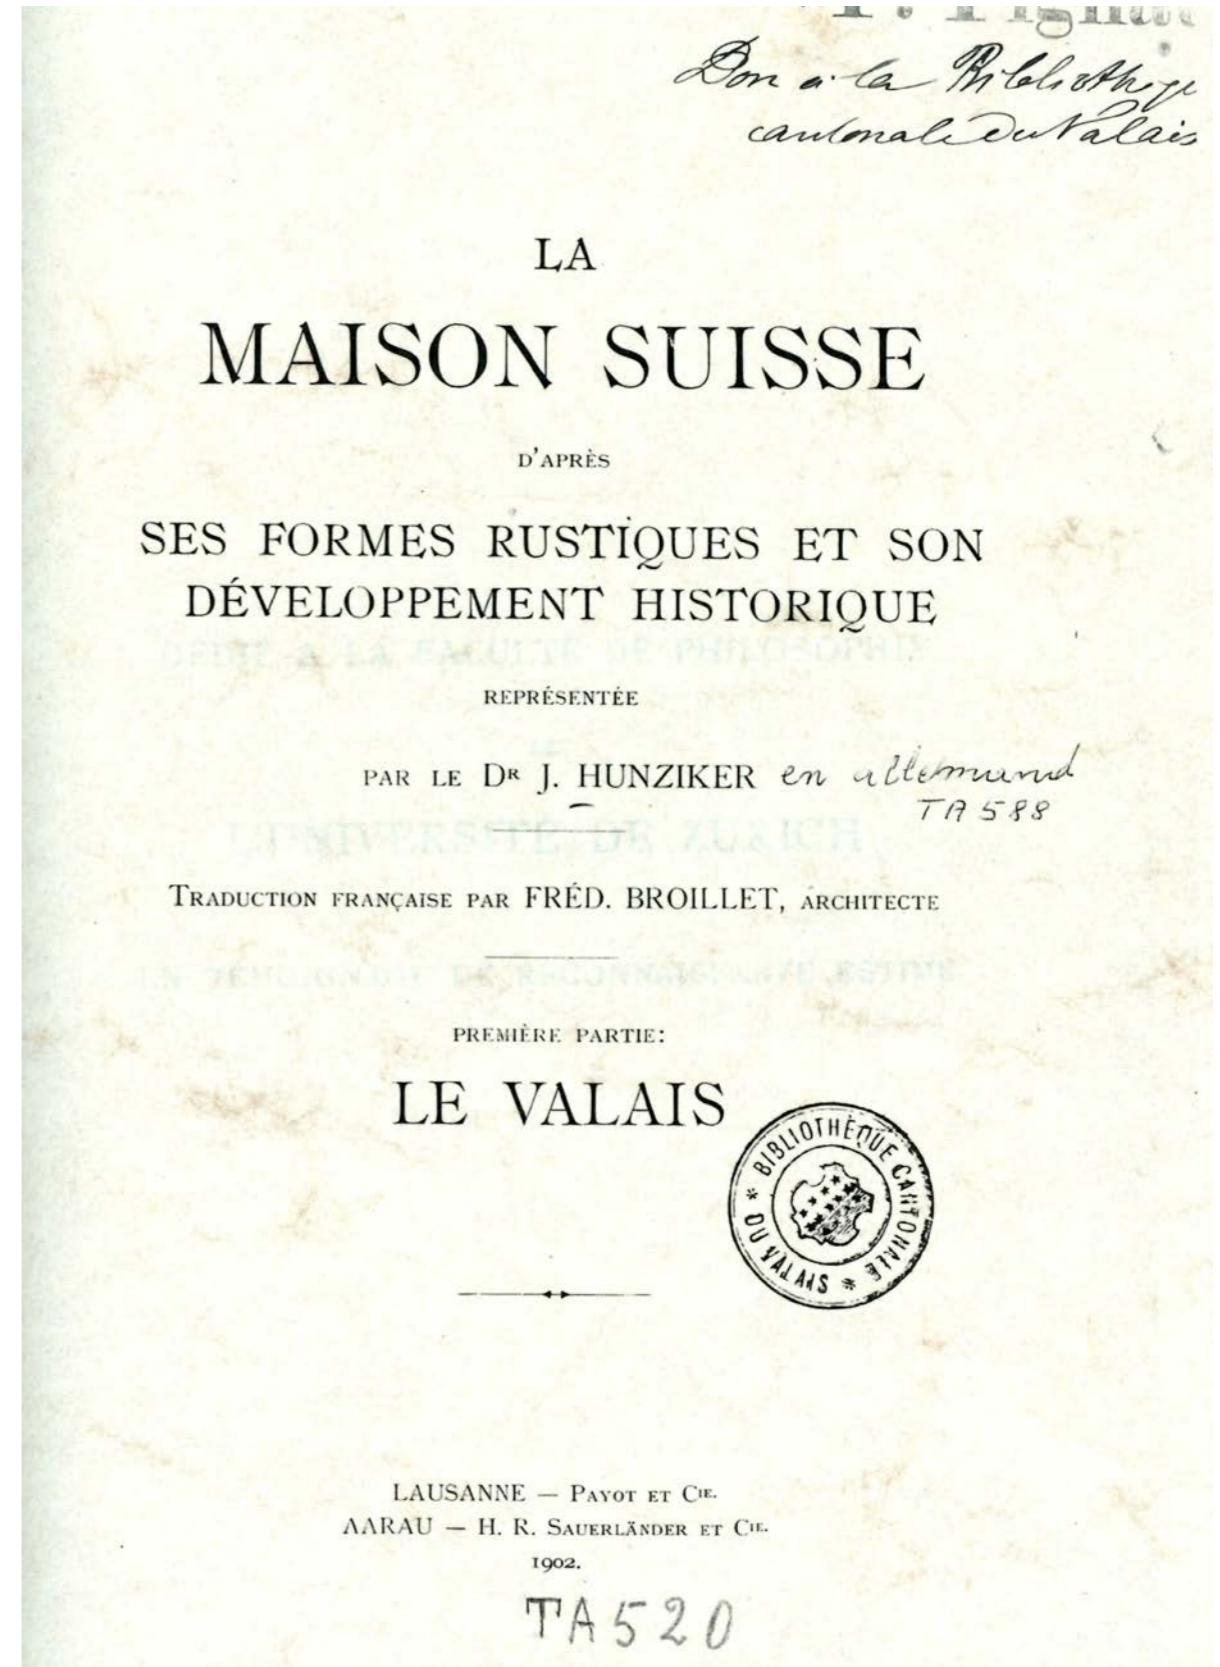 Don à la Bibliothèque
cantonale du Valais
LA
MAISON SUISSE
D'APRÈS
SES FORMES RUSTIQUES ET SON
DÉVELOPPEMENT HISTORIQUE
REPRÉSENTÉE
PAR LE DR J. HUNZIKER en allemand
TA 588
TRADUCTION FRANÇAISE PAR FRÉD. BROILLET, ARCHITECTE
PREMIÈRE PARTIE:
LE VALAIS
BIBLIOTHÈQUE CANTONALE * DU VALAIS *
LAUSANNE — PAYOT ET CIE.
AARAU — H. R. SAUERLÄNDER ET CIE.
1902.
TA 520